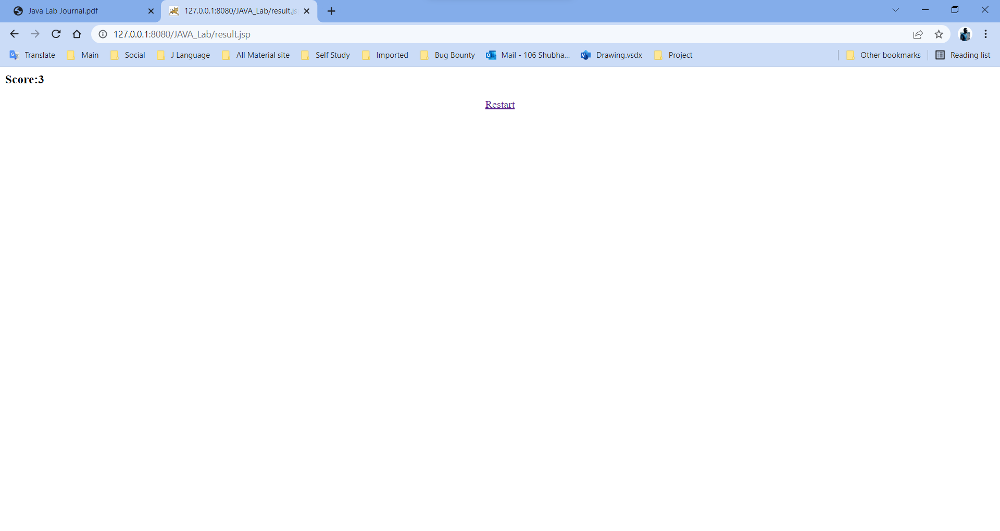 Java Lab Journal.pdf
127.0.0.1:8080/JAVA_Lab/result.js
127.0.0.1:8080/JAVA_Lab/result.jsp
Translate Main Social J Language All Material site Self Study Imported Bug Bounty Mail - 106 Shubha... Drawing.vsdx Project Other bookmarks Reading list
Score:3
Restart